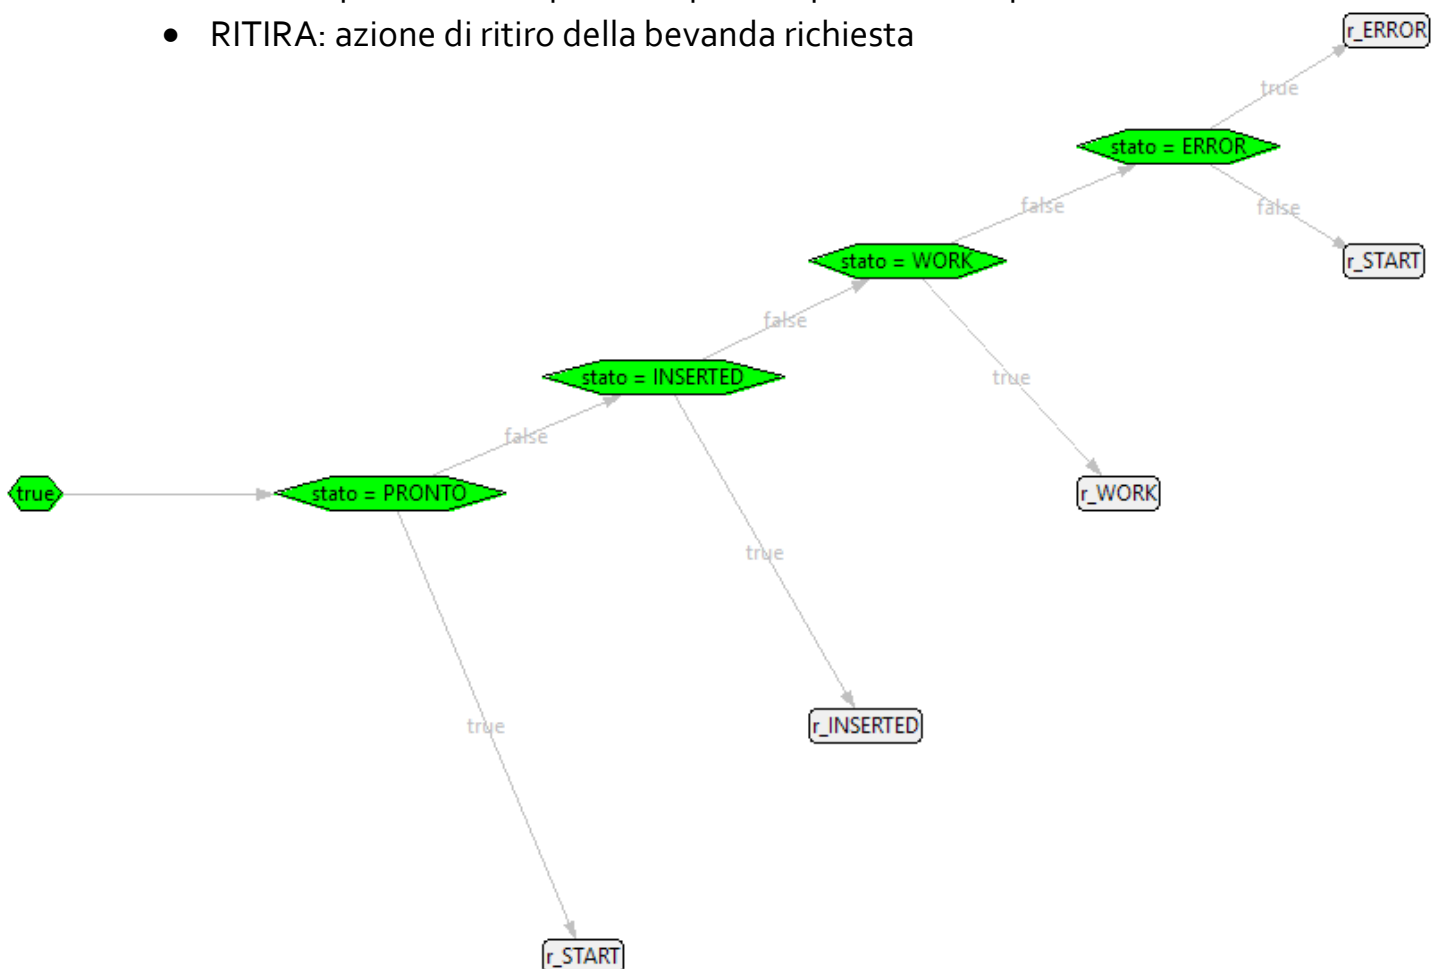 • RITIRA: azione di ritiro della bevanda richiesta
r_ERROR
true
stato = ERROR
false
false
stato = WORK
r_START
false
stato = INSERTED
true
false
true
stato = PRONTO
r_WORK
true
true
r_INSERTED
r_START